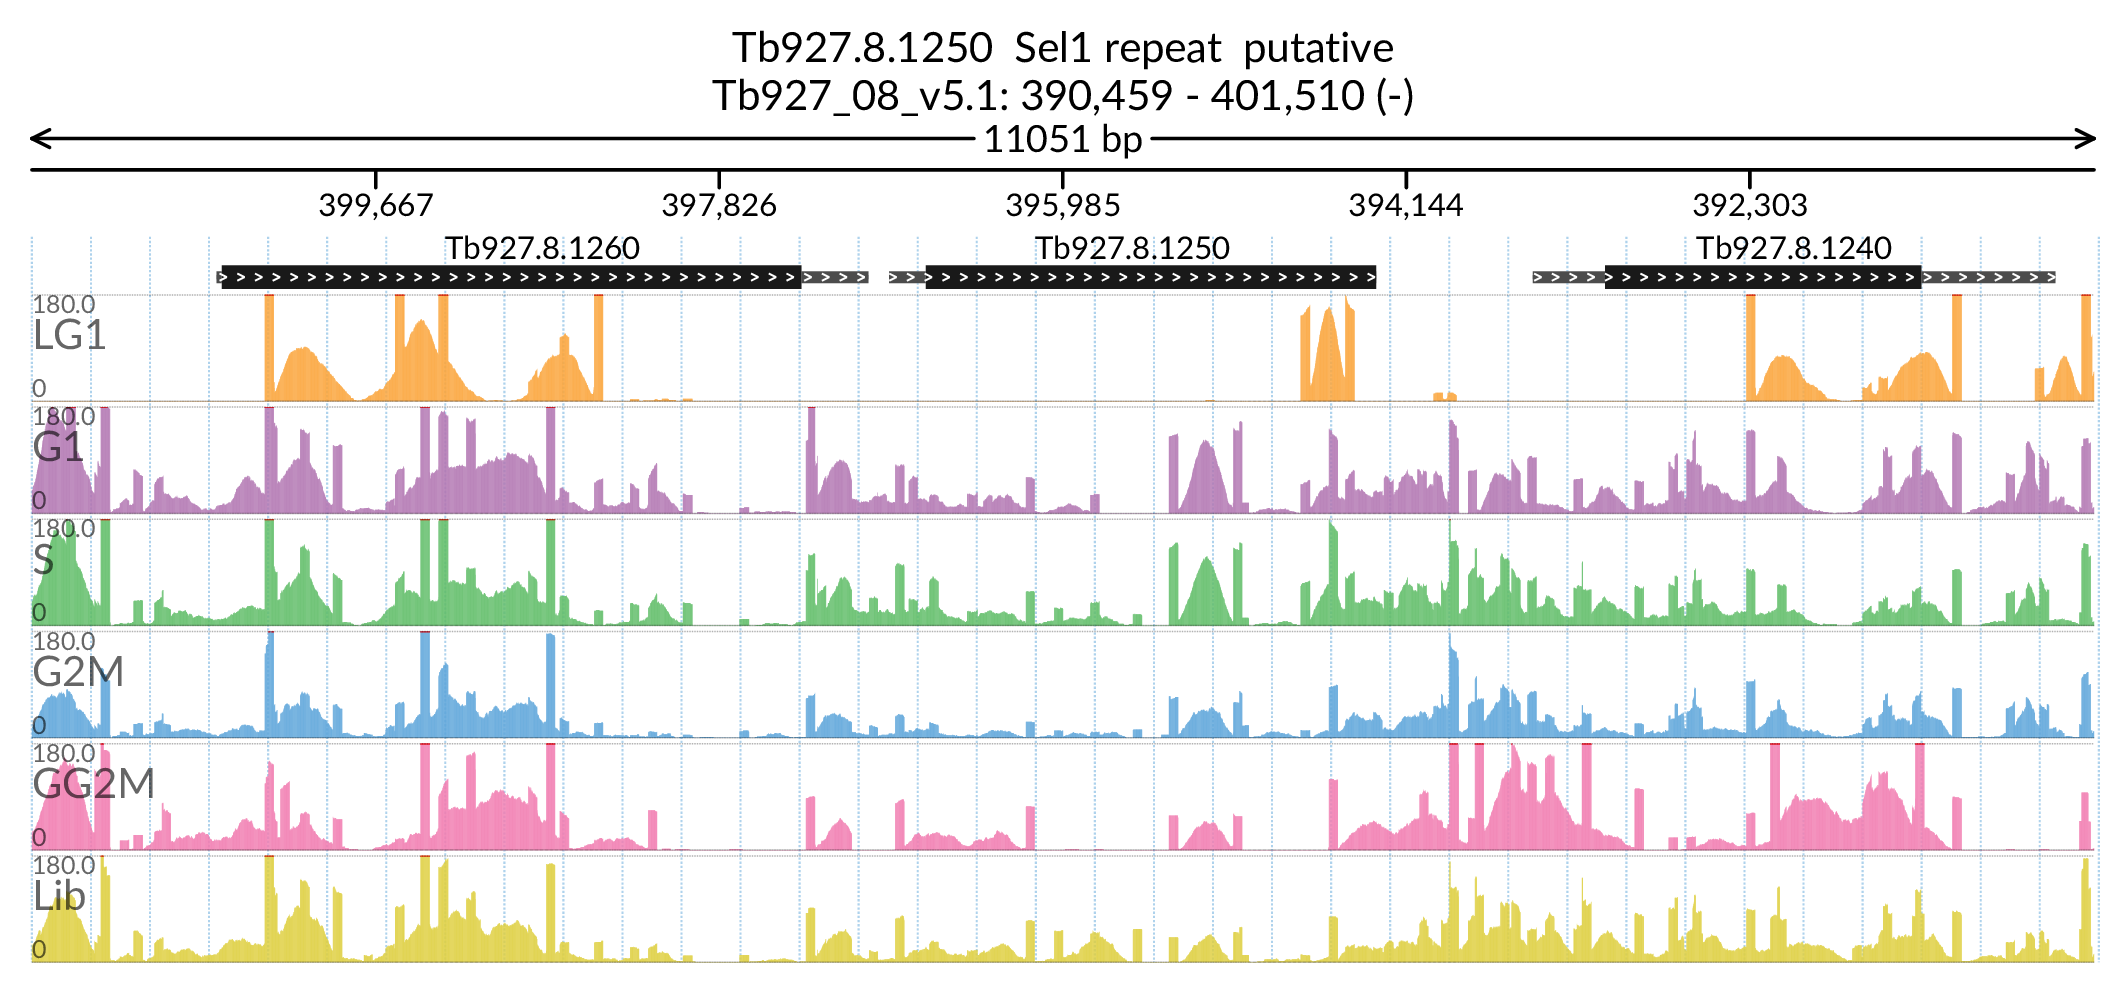 Tb927.8.1250 Sel1 repeat putative
Tb927_08_v5.1: 390,459 - 401,510 (-)
11051 bp
399,667 397,826 395,985 394,144 392,303
Tb927.8.1260 Tb927.8.1250 Tb927.8.1240
180.0
LG1
0
180.0
G1
0
180.0
S
0
180.0
G2M
0
180.0
GG2M
0
180.0
Lib
0